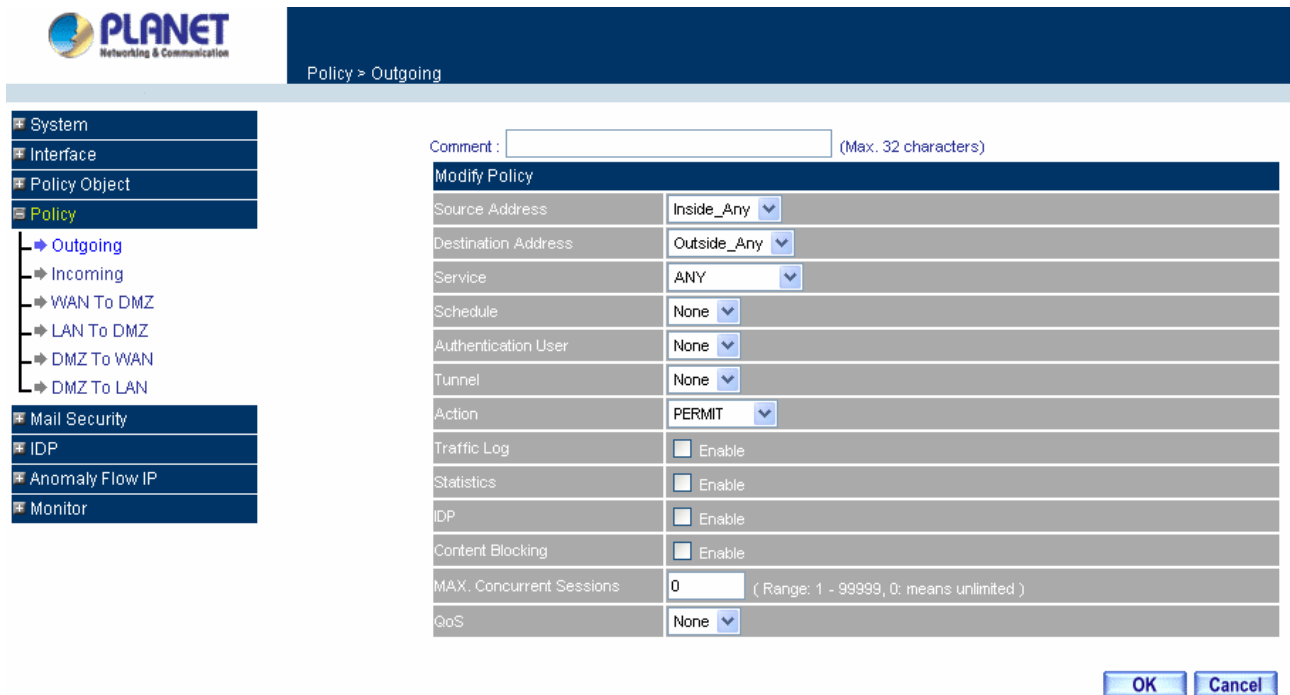 PLANET
Networking & Communication
Policy > Outgoing
System
Interface
Policy Object
Policy
Outgoing
Incoming
WAN To DMZ
LAN To DMZ
DMZ To WAN
DMZ To LAN
Mail Security
IDP
Anomaly Flow IP
Monitor
Comment : (Max. 32 characters)
Modify Policy
Source Address Inside_Any
Destination Address Outside_Any
Service ANY
Schedule None
Authentication User None
Tunnel None
Action PERMIT
Traffic Log Enable
Statistics Enable
IDP Enable
Content Blocking Enable
MAX. Concurrent Sessions 0 ( Range: 1 - 99999, 0: means unlimited )
QoS None
OK Cancel